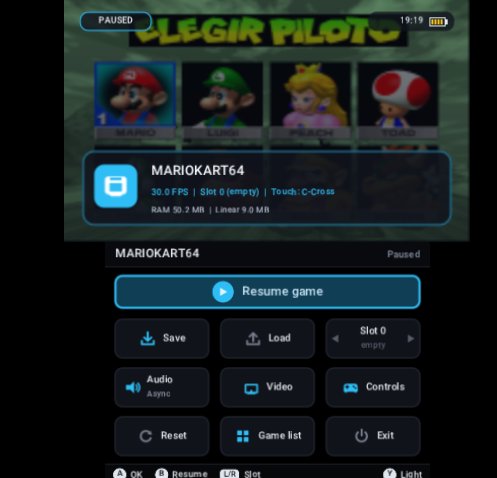 PAUSED
19:19
ELEGIR PILOTO
1
MARIO
LUIGI
PEACH
TOAD
MARIOKART64
30.0 FPS | Slot 0 (empty) | Touch: C-Cross
RAM 50.2 MB | Linear 9.0 MB
MARIOKART64
Paused
Resume game
Save
Load
Slot 0
empty
Audio
Async
Video
Controls
Reset
Game list
Exit
A OK B Resume L/R Slot Y Light